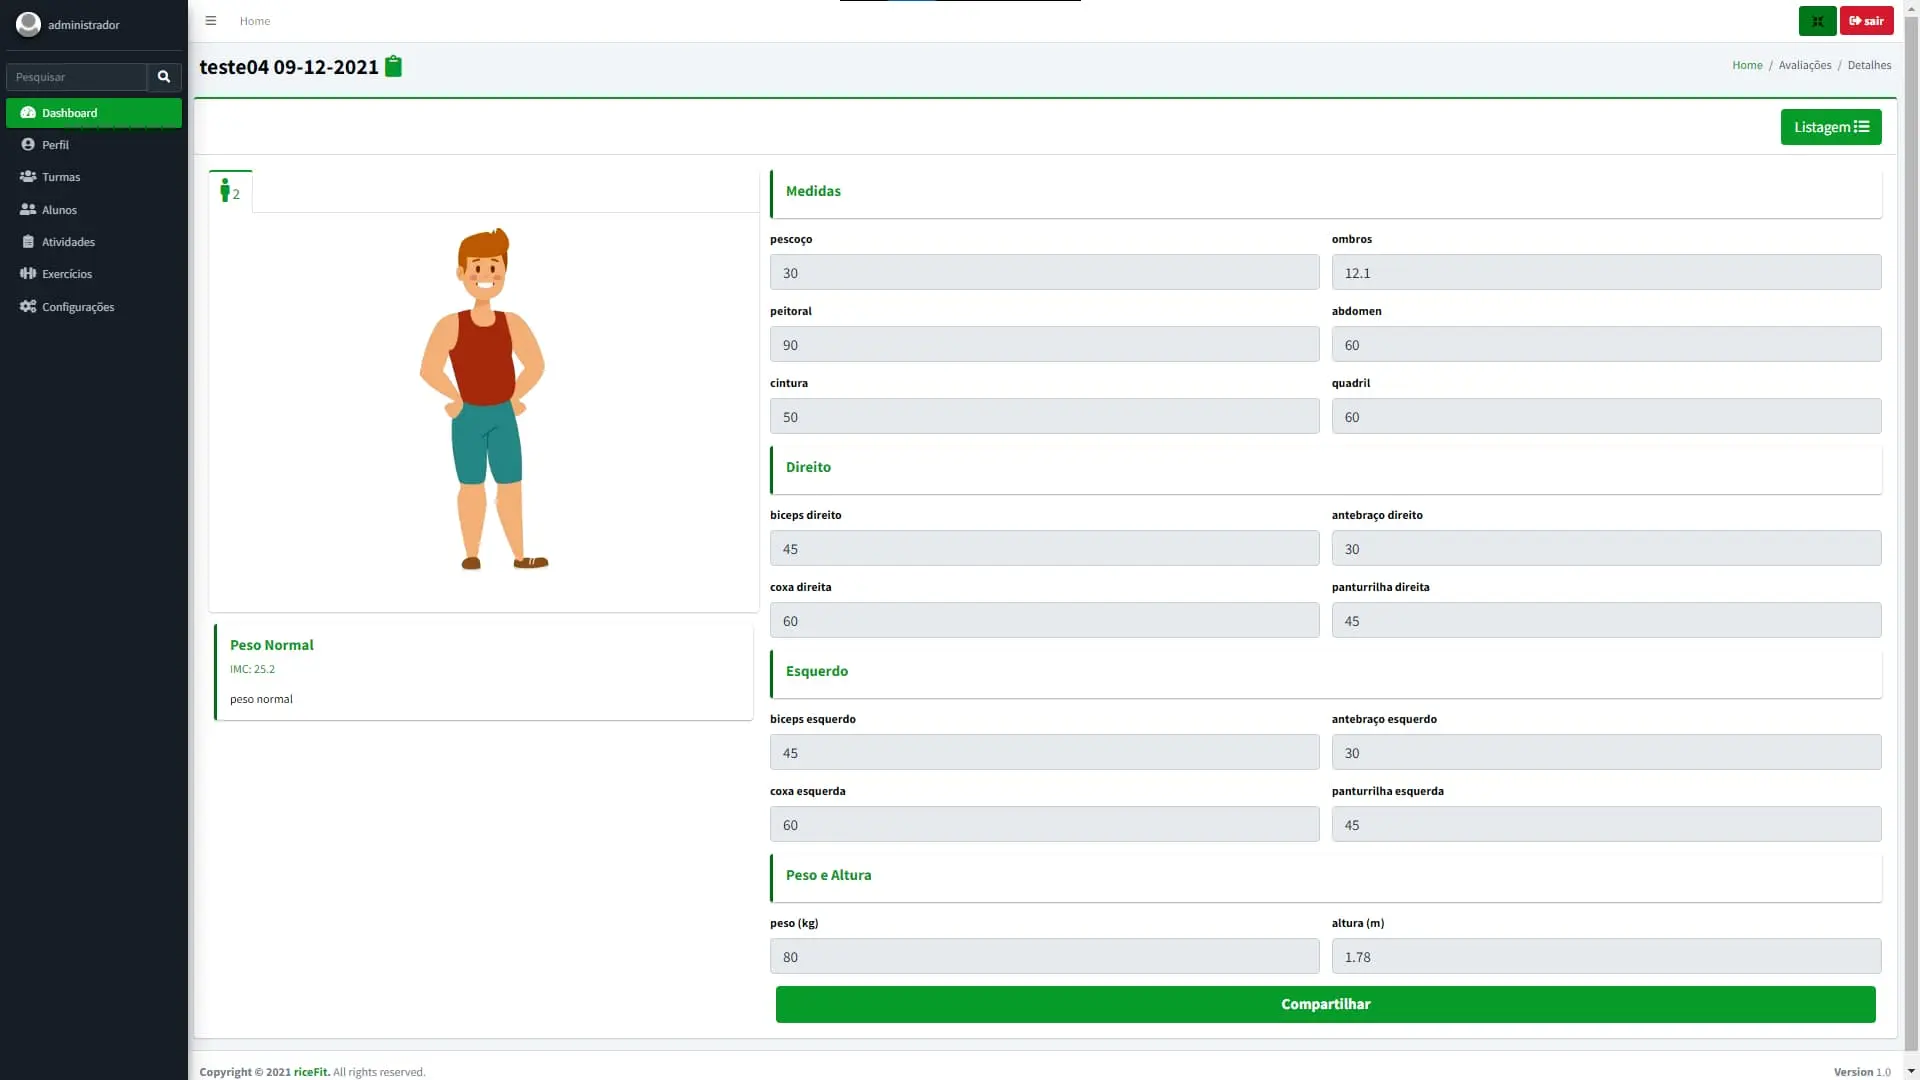 administrador
Pesquisar
Dashboard
Perfil
Turmas
Alunos
Atividades
Exercícios
Configurações
Home
sair
teste04 09-12-2021
Home / Avaliações / Detalhes
Listagem
2
Peso Normal
IMC: 25.2
peso normal
Medidas
pescoço
ombros
30
12.1
peitoral
abdomen
90
60
cintura
quadril
50
60
Direito
biceps direito
antebraço direito
45
30
coxa direita
panturrilha direita
60
45
Esquerdo
biceps esquerdo
antebraço esquerdo
45
30
coxa esquerda
panturrilha esquerda
60
45
Peso e Altura
peso (kg)
altura (m)
80
1.78
Compartilhar
Copyright © 2021 riceFit. All rights reserved.
Version 1.0